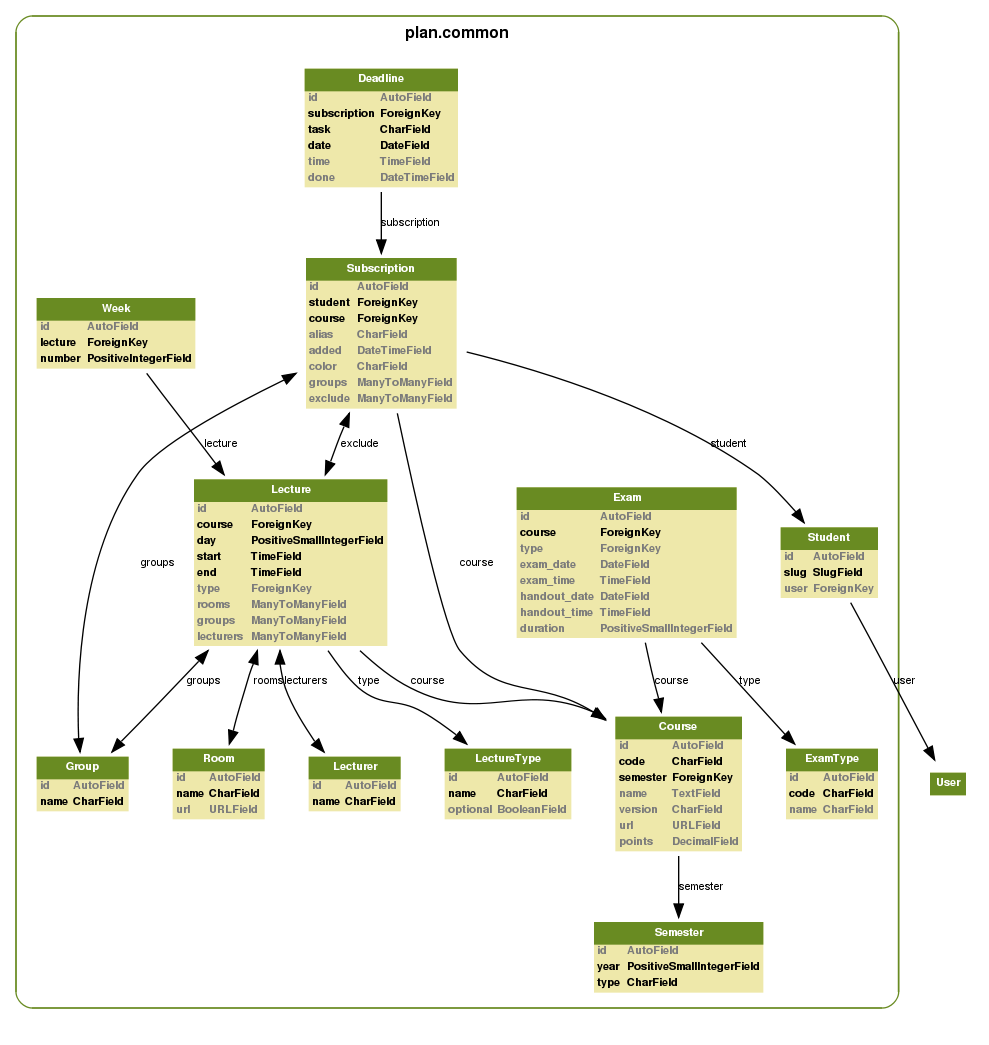 plan.common
Deadline
id AutoField
subscription ForeignKey
task CharField
date DateField
time TimeField
done DateTimeField
subscription
Subscription
id AutoField
student ForeignKey
course ForeignKey
alias CharField
added DateTimeField
color CharField
groups ManyToManyField
exclude ManyToManyField
Week
id AutoField
lecture ForeignKey
number PositiveIntegerField
lecture
exclude
student
Lecture
id AutoField
course ForeignKey
day PositiveSmallIntegerField
start TimeField
end TimeField
type ForeignKey
rooms ManyToManyField
groups ManyToManyField
lecturers ManyToManyField
Exam
id AutoField
course ForeignKey
type ForeignKey
exam_date DateField
exam_time TimeField
handout_date DateField
handout_time TimeField
duration PositiveSmallIntegerField
Student
id AutoField
slug SlugField
user ForeignKey
groups
course
groups
rooms
lecturers
type
course
course
type
user
Group
id AutoField
name CharField
Room
id AutoField
name CharField
url URLField
Lecturer
id AutoField
name CharField
LectureType
id AutoField
name CharField
optional BooleanField
Course
id AutoField
code CharField
semester ForeignKey
name TextField
version CharField
url URLField
points DecimalField
ExamType
id AutoField
code CharField
name CharField
User
semester
Semester
id AutoField
year PositiveSmallIntegerField
type CharField